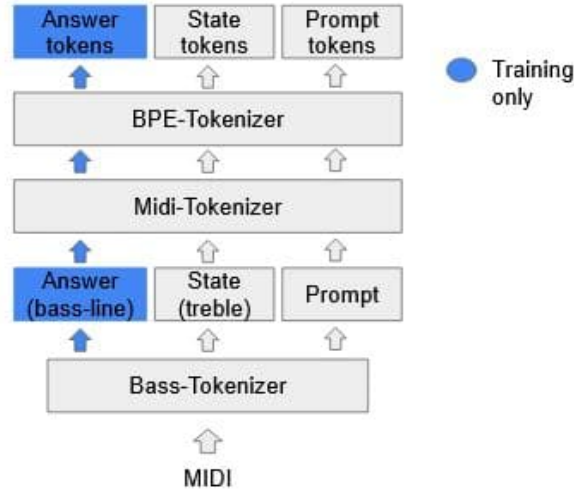 Answer
tokens
State
tokens
Prompt
tokens
Training
only
BPE-Tokenizer
Midi-Tokenizer
Answer
(bass-line)
State
(treble)
Prompt
Bass-Tokenizer
MIDI